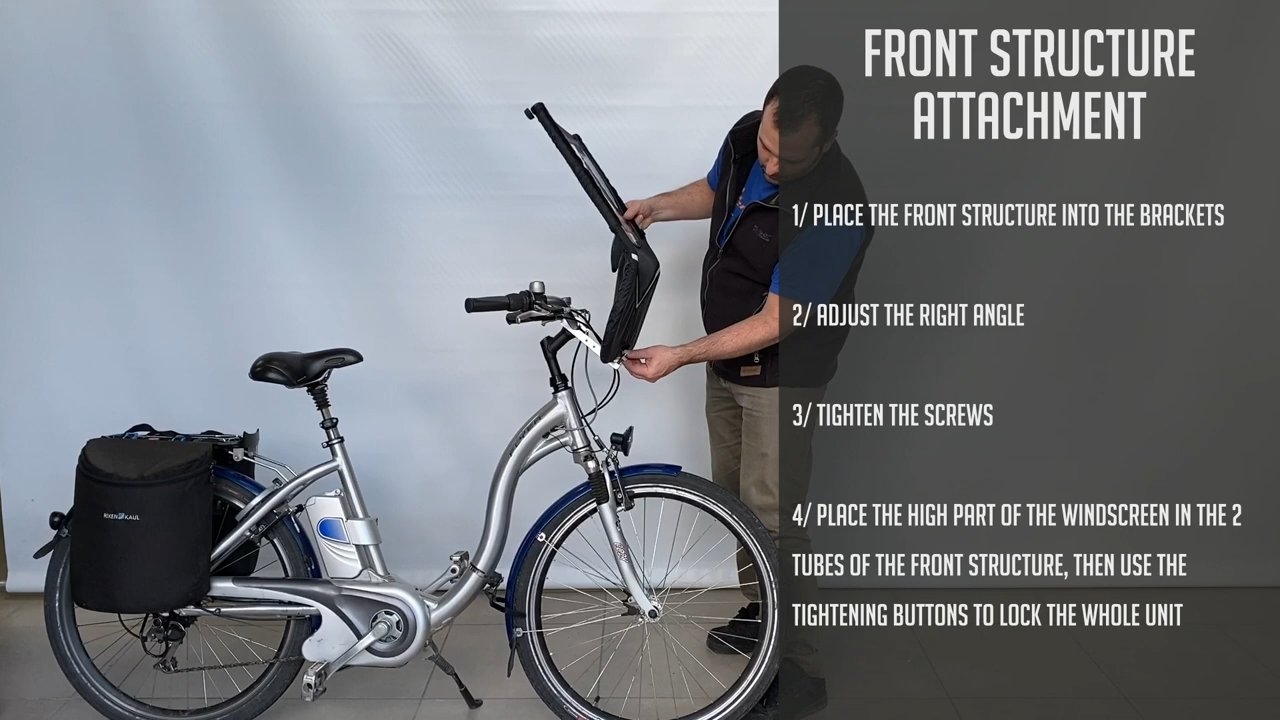 FRONT STRUCTURE
ATTACHMENT
1/ PLACE THE FRONT STRUCTURE INTO THE BRACKETS
2/ ADJUST THE RIGHT ANGLE
3/ TIGHTEN THE SCREWS
4/ PLACE THE HIGH PART OF THE WINDSCREEN IN THE 2
TUBES OF THE FRONT STRUCTURE, THEN USE THE
TIGHTENING BUTTONS TO LOCK THE WHOLE UNIT
RIXEN KAUL